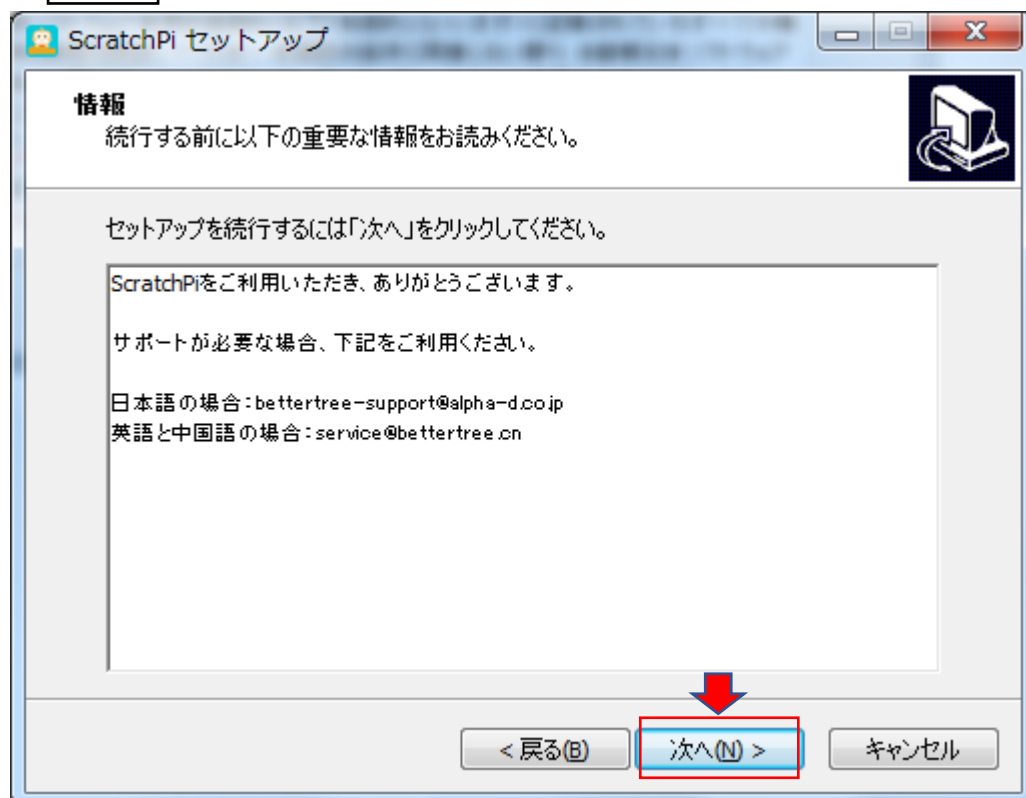 ScratchPi セットアップ
情報
続行する前に以下の重要な情報をお読みください。
セットアップを続行するには「次へ」をクリックしてください。
ScratchPiをご利用いただき、ありがとうございます。
サポートが必要な場合、下記をご利用ください。
日本語の場合：bettertree-support@alpha-d.co.jp
英語と中国語の場合：service@bettertree.cn
< 戻る(B)
次へ(N) >
キャンセル